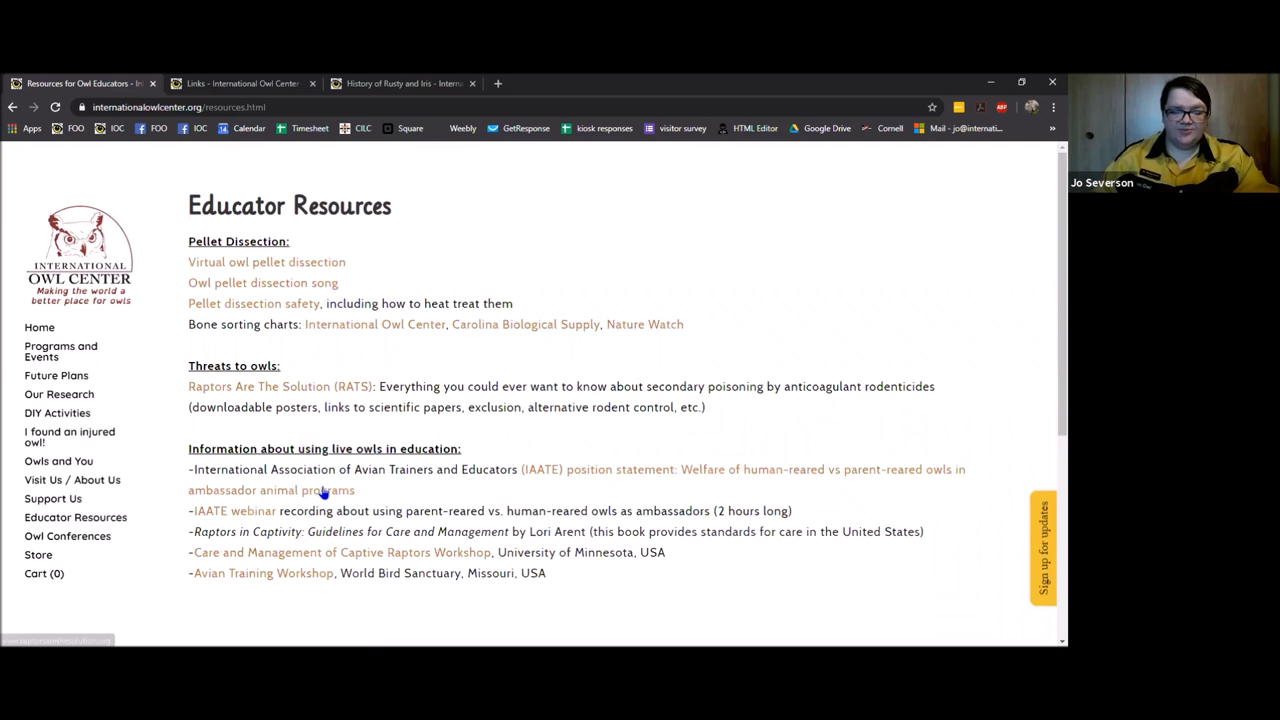 Resources for Owl Educators - In
Links - International Owl Center
History of Rusty and Iris - Interna
internationalowlcenter.org/resources.html
Apps
FOO
IOC
FOO
IOC
Calendar
Timesheet
CILC
Square
Weebly
GetResponse
kiosk responses
visitor survey
HTML Editor
Google Drive
Cornell
Mail - jo@internati...
Jo Severson
INTERNATIONAL
OWL CENTER
Making the world a
better place for owls
Home
Programs and
Events
Future Plans
Our Research
DIY Activities
I found an injured
owl!
Owls and You
Visit Us / About Us
Support Us
Educator Resources
Owl Conferences
Store
Cart (0)
Educator Resources
Pellet Dissection:
Virtual owl pellet dissection
Owl pellet dissection song
Pellet dissection safety, including how to heat treat them
Bone sorting charts: International Owl Center, Carolina Biological Supply, Nature Watch
Threats to owls:
Raptors Are The Solution (RATS): Everything you could ever want to know about secondary poisoning by anticoagulant rodenticides
(downloadable posters, links to scientific papers, exclusion, alternative rodent control, etc.)
Information about using live owls in education:
-International Association of Avian Trainers and Educators (IAATE) position statement: Welfare of human-reared vs parent-reared owls in
ambassador animal programs
-IAATE webinar recording about using parent-reared vs. human-reared owls as ambassadors (2 hours long)
-Raptors in Captivity: Guidelines for Care and Management by Lori Arent (this book provides standards for care in the United States)
-Care and Management of Captive Raptors Workshop, University of Minnesota, USA
-Avian Training Workshop, World Bird Sanctuary, Missouri, USA
Sign up for updates
www.raptorsarethesolution.org